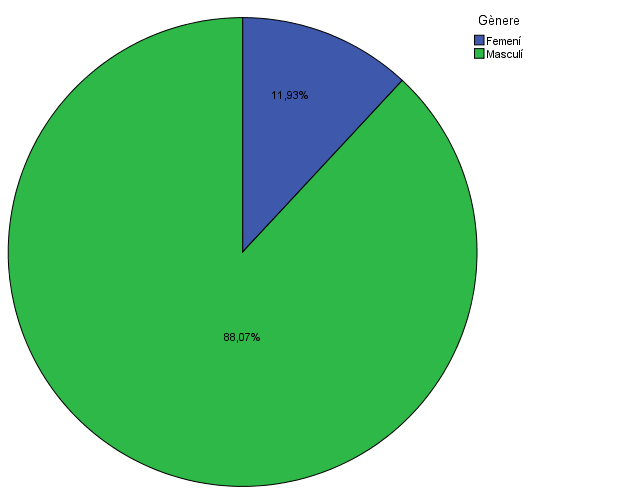 Gènere
Femení
Masculí
11,93%
88,07%